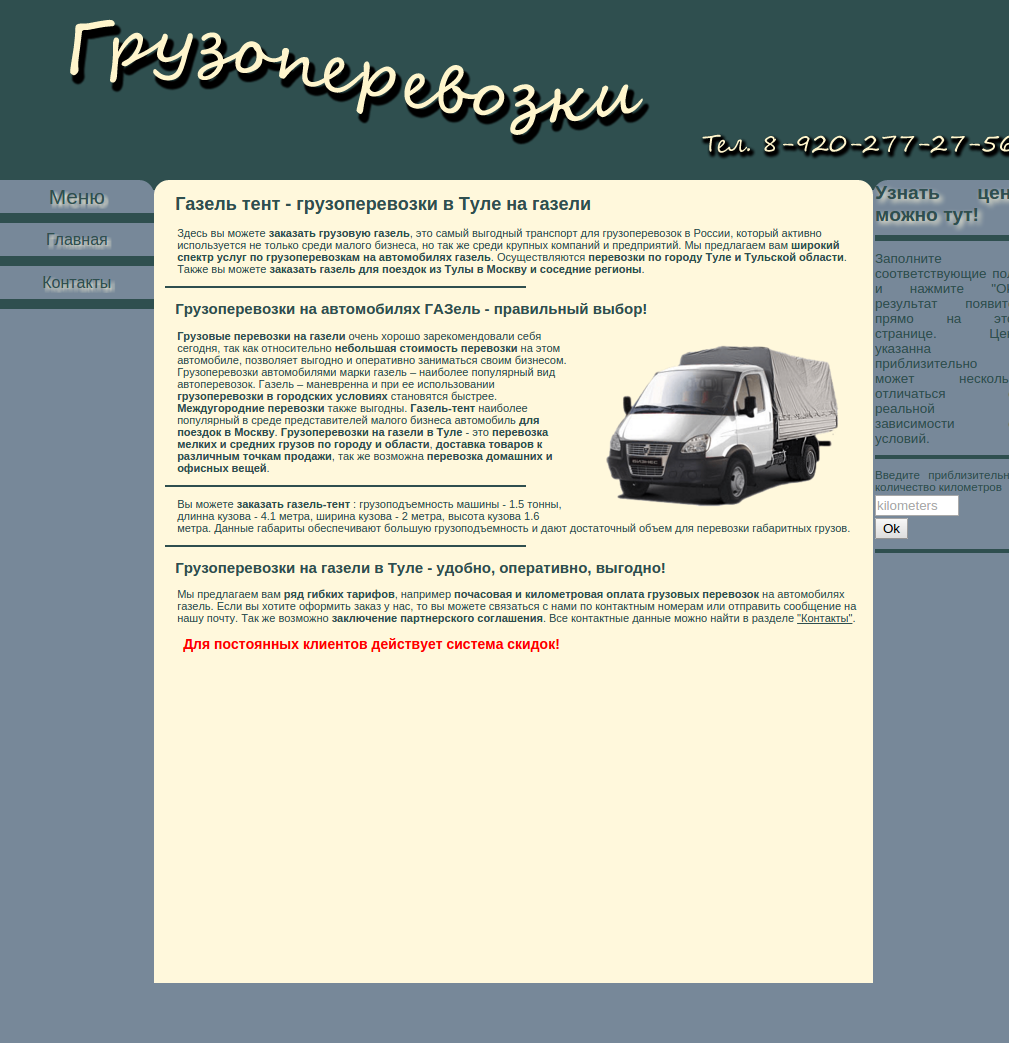 Грузоперевозки
Тел. 8-920-277-27-56
Меню
Главная
Контакты
Газель тент - грузоперевозки в Туле на газели
Здесь вы можете заказать грузовую газель, это самый выгодный транспорт для грузоперевозок в России, который активно
используется не только среди малого бизнеса, но так же среди крупных компаний и предприятий. Мы предлагаем вам широкий
спектр услуг по грузоперевозкам на автомобилях газель. Осуществляются перевозки по городу Туле и Тульской области.
Также вы можете заказать газель для поездок из Тулы в Москву и соседние регионы.
Грузоперевозки на автомобилях ГАЗель - правильный выбор!
Грузовые перевозки на газели очень хорошо зарекомендовали себя
сегодня, так как относительно небольшая стоимость перевозки на этом
автомобиле, позволяет выгодно и оперативно заниматься своим бизнесом.
Грузоперевозки автомобилями марки газель – наиболее популярный вид
автоперевозок. Газель – маневренна и при ее использовании
грузоперевозки в городских условиях становятся быстрее.
Междугородние перевозки также выгодны. Газель-тент наиболее
популярный в среде представителей малого бизнеса автомобиль для
поездок в Москву. Грузоперевозки на газели в Туле - это перевозка
мелких и средних грузов по городу и области, доставка товаров к
различным точкам продажи, так же возможна перевозка домашних и
офисных вещей.
Вы можете заказать газель-тент : грузоподъемность машины - 1.5 тонны,
длинна кузова - 4.1 метра, ширина кузова - 2 метра, высота кузова 1.6
метра. Данные габариты обеспечивают большую грузоподъемность и дают достаточный объем для перевозки габаритных грузов.
Грузоперевозки на газели в Туле - удобно, оперативно, выгодно!
Мы предлагаем вам ряд гибких тарифов, например почасовая и километровая оплата грузовых перевозок на автомобилях
газель. Если вы хотите оформить заказ у нас, то вы можете связаться с нами по контактным номерам или отправить сообщение на
нашу почту. Так же возможно заключение партнерского соглашения. Все контактные данные можно найти в разделе "Контакты".
Для постоянных клиентов действует система скидок!
Узнать цен
можно тут!
Заполните
соответствующие пол
и нажмите "Ok
результат появит
прямо на это
странице. Це
указанна
приблизительно
может несколь
отличаться
реальной
зависимости
условий.
Введите приблизительн
количество километров
kilometers
Ok